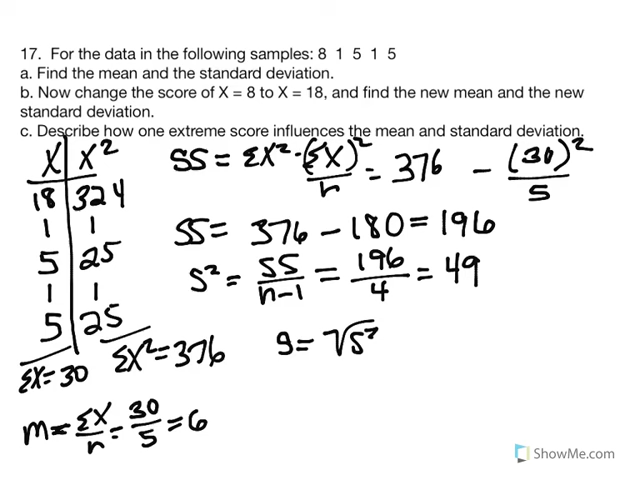 17. For the data in the following samples: 8 1 5 1 5
a. Find the mean and the standard deviation.
b. Now change the score of X = 8 to X = 18, and find the new mean and the new
standard deviation.
c. Describe how one extreme score influences the mean and standard deviation.
X X²
18 324
1 1
5 25
1 1
5 25
ΣX=30 ΣX²=376
m=ΣX/n=30/5=6
SS=ΣX²-(ΣX)²/n=376-(30)²/5
SS=376-180=196
S²=SS/n-1=196/4=49
S=√S²
ShowMe.com